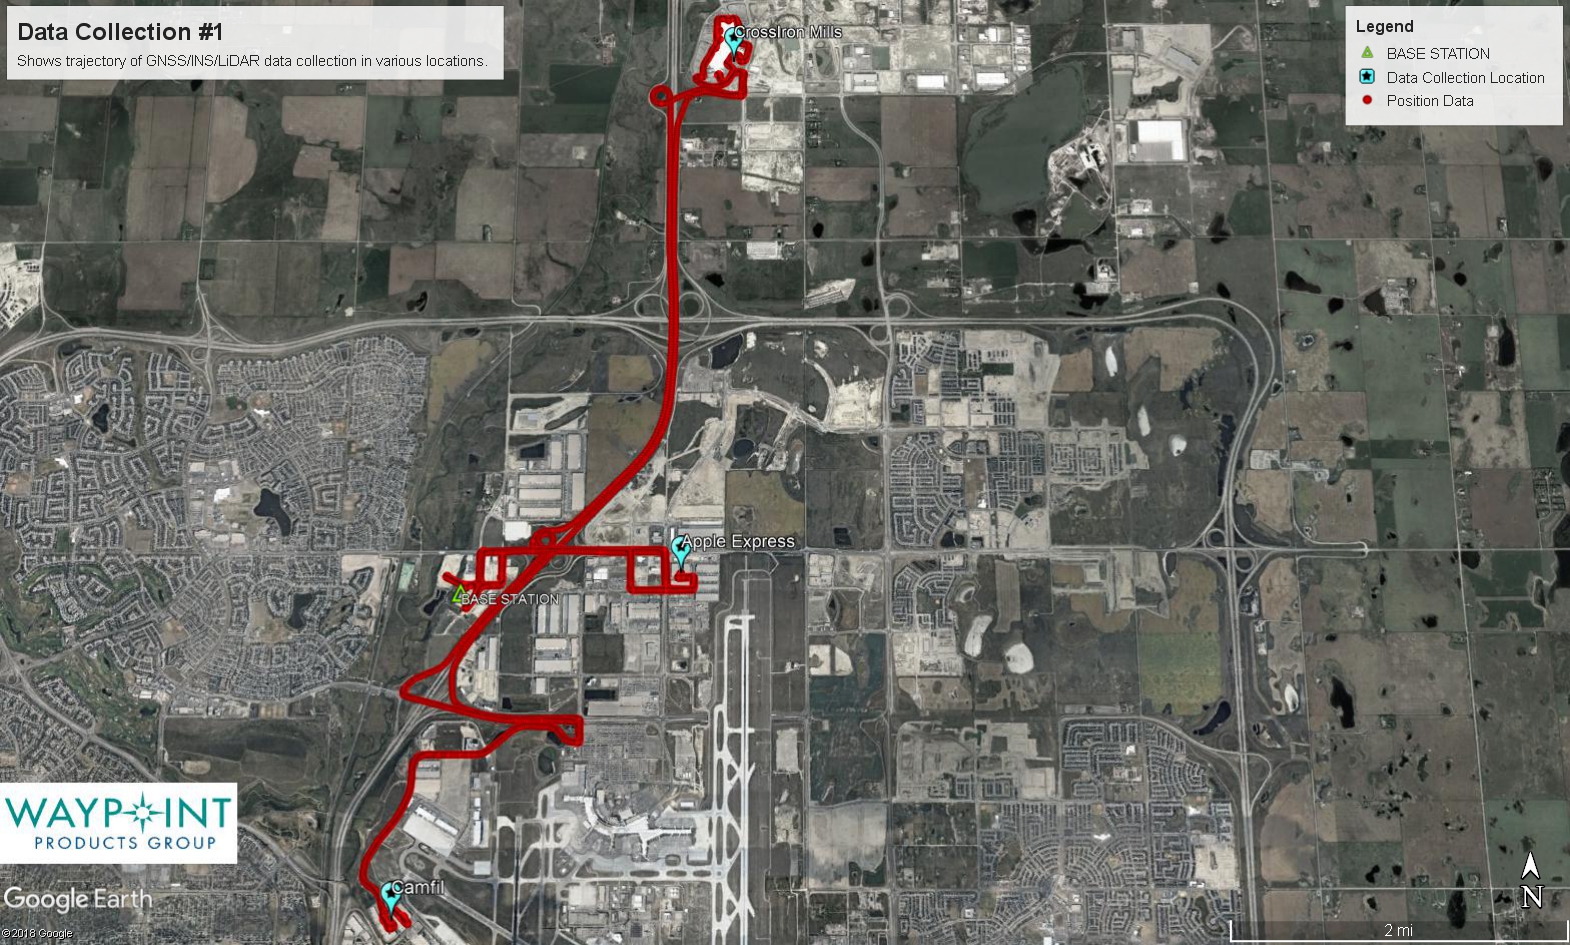 Data Collection #1
Shows trajectory of GNSS/INS/LiDAR data collection in various locations.
Legend
BASE STATION
Data Collection Location
Position Data
CrossIron Mills
Apple Express
BASE STATION
WAYPOINT
PRODUCTS GROUP
Camfil
Google Earth
N
2 mi
©2018 Google